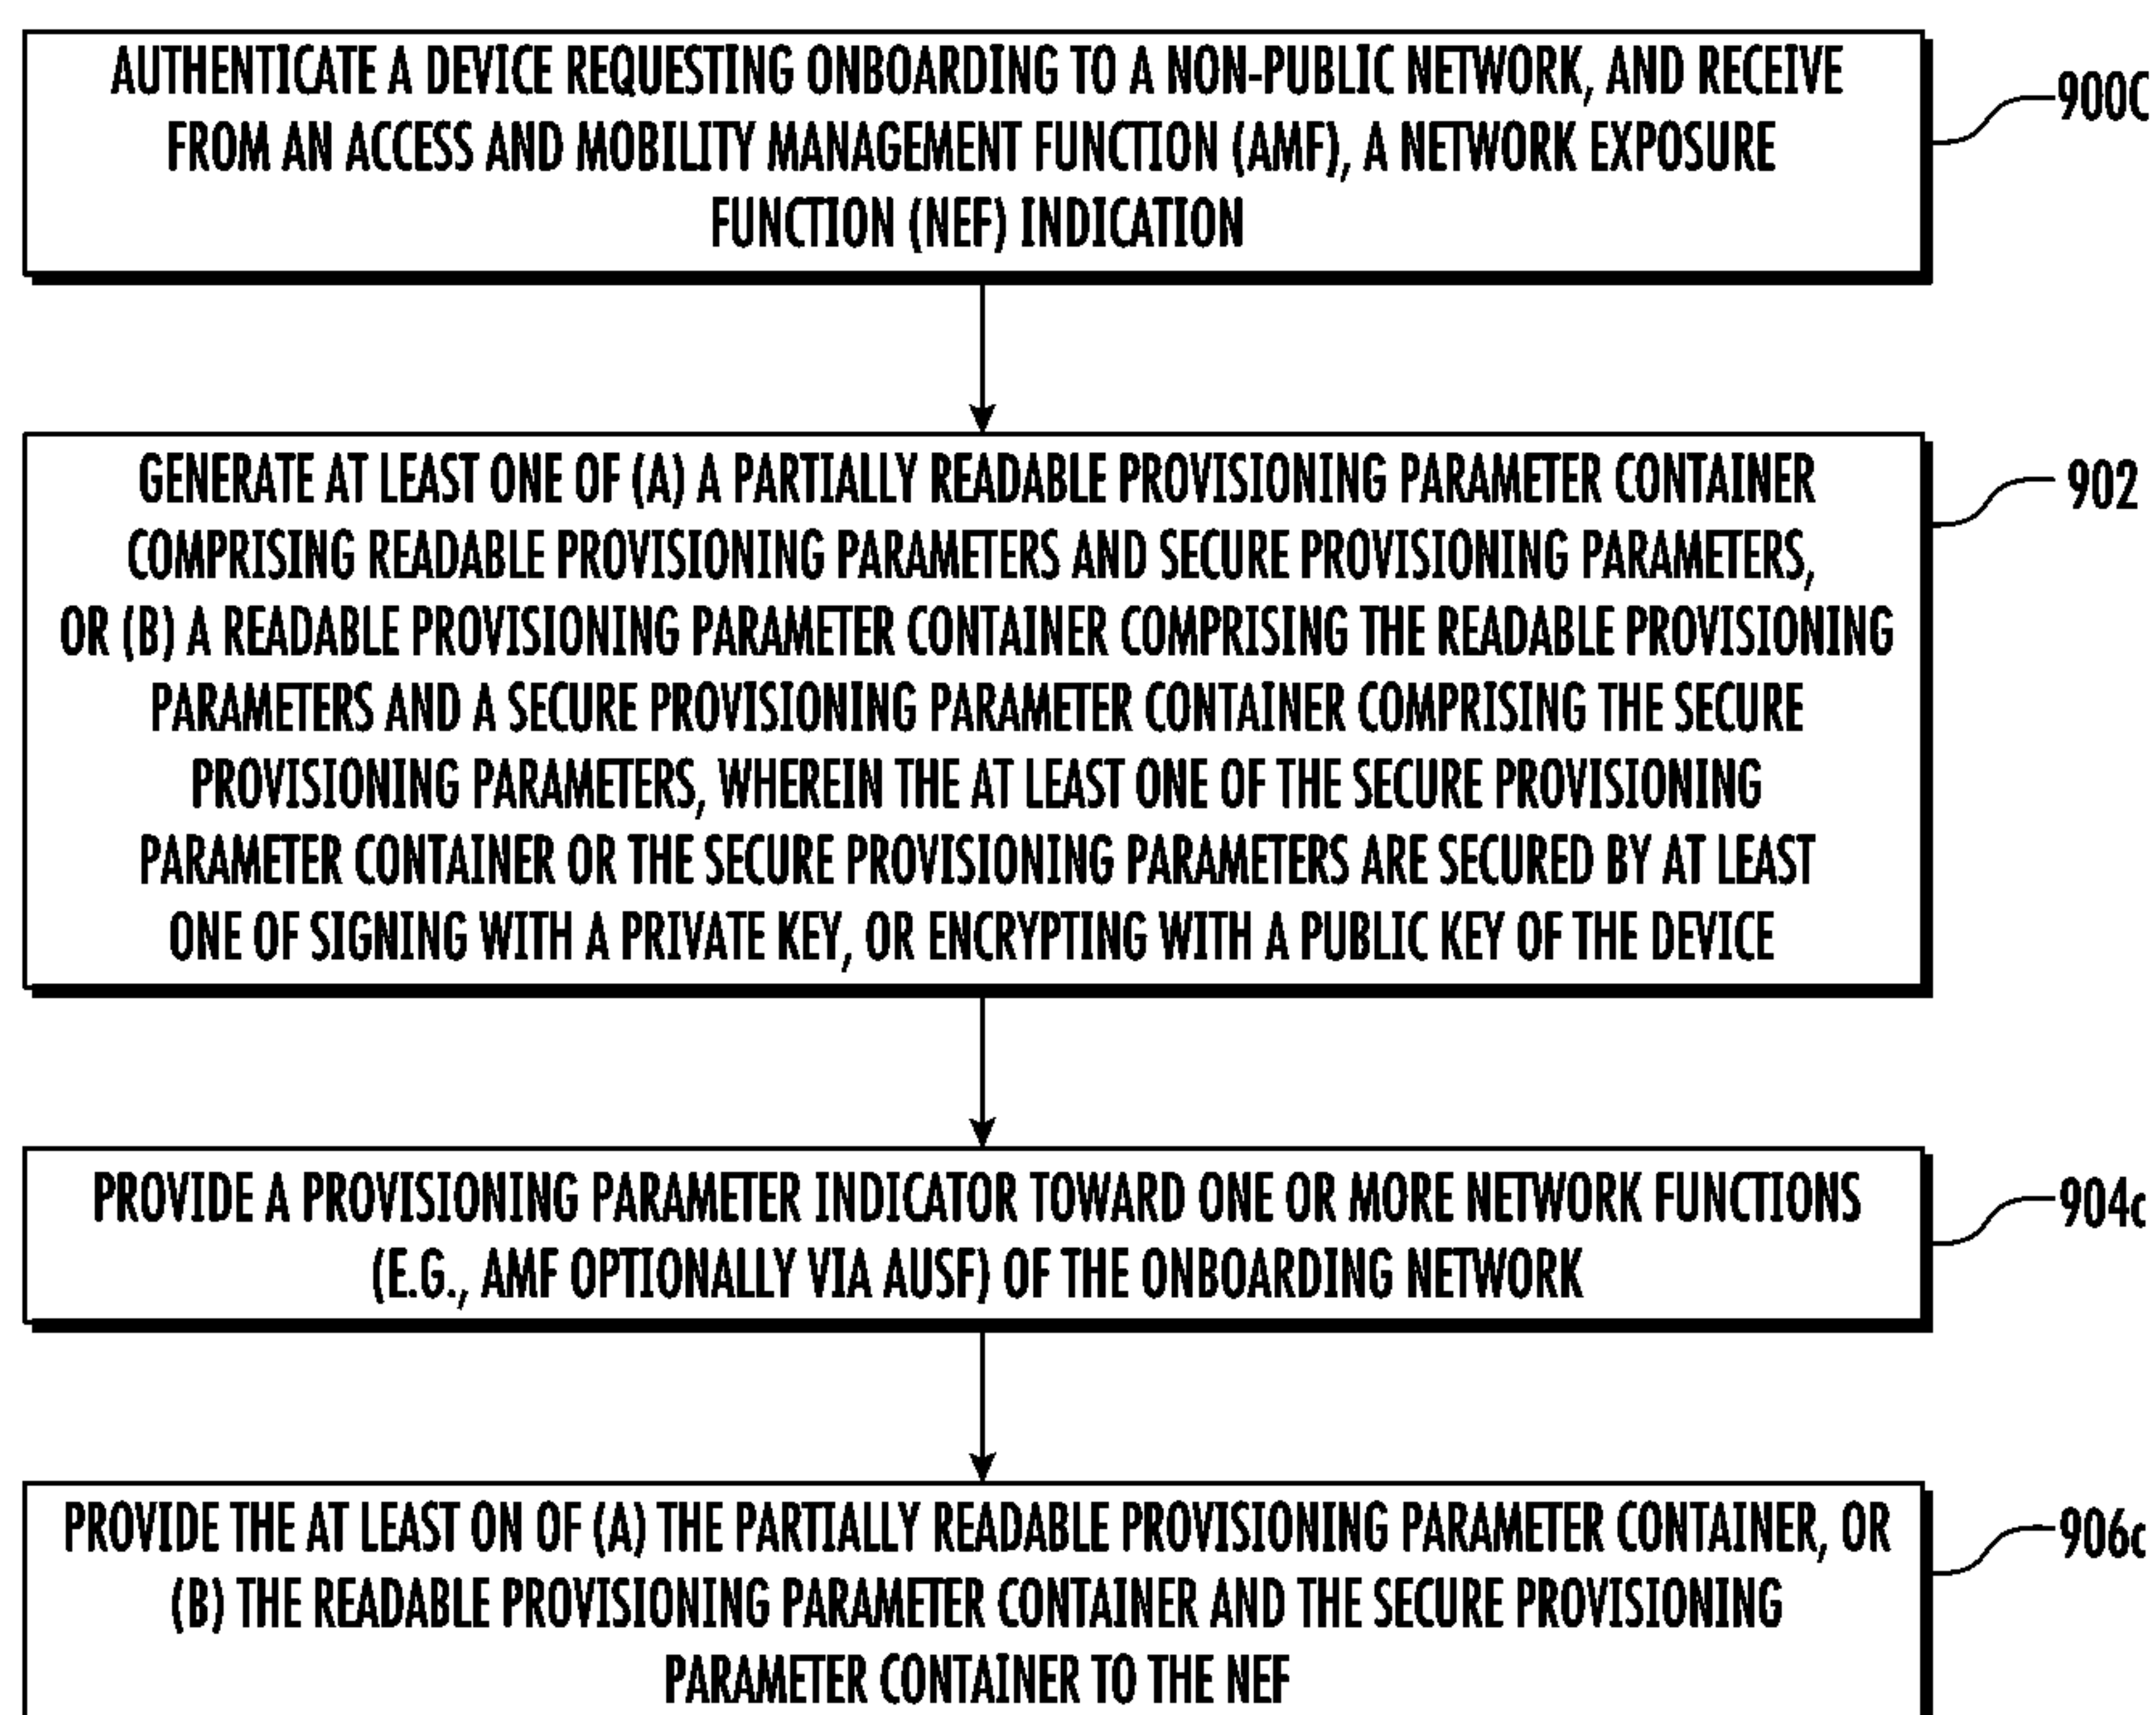 AUTHENTICATE A DEVICE REQUESTING ONBOARDING TO A NON-PUBLIC NETWORK, AND RECEIVE
FROM AN ACCESS AND MOBILITY MANAGEMENT FUNCTION (AMF), A NETWORK EXPOSURE
FUNCTION (NEF) INDICATION
900C
GENERATE AT LEAST ONE OF (A) A PARTIALLY READABLE PROVISIONING PARAMETER CONTAINER
COMPRISING READABLE PROVISIONING PARAMETERS AND SECURE PROVISIONING PARAMETERS,
OR (B) A READABLE PROVISIONING PARAMETER CONTAINER COMPRISING THE READABLE PROVISIONING
PARAMETERS AND A SECURE PROVISIONING PARAMETER CONTAINER COMPRISING THE SECURE
PROVISIONING PARAMETERS, WHEREIN THE AT LEAST ONE OF THE SECURE PROVISIONING
PARAMETER CONTAINER OR THE SECURE PROVISIONING PARAMETERS ARE SECURED BY AT LEAST
ONE OF SIGNING WITH A PRIVATE KEY, OR ENCRYPTING WITH A PUBLIC KEY OF THE DEVICE
902
PROVIDE A PROVISIONING PARAMETER INDICATOR TOWARD ONE OR MORE NETWORK FUNCTIONS
(E.G., AMF OPTIONALLY VIA AUSF) OF THE ONBOARDING NETWORK
904c
PROVIDE THE AT LEAST ON OF (A) THE PARTIALLY READABLE PROVISIONING PARAMETER CONTAINER, OR
(B) THE READABLE PROVISIONING PARAMETER CONTAINER AND THE SECURE PROVISIONING
PARAMETER CONTAINER TO THE NEF
906c